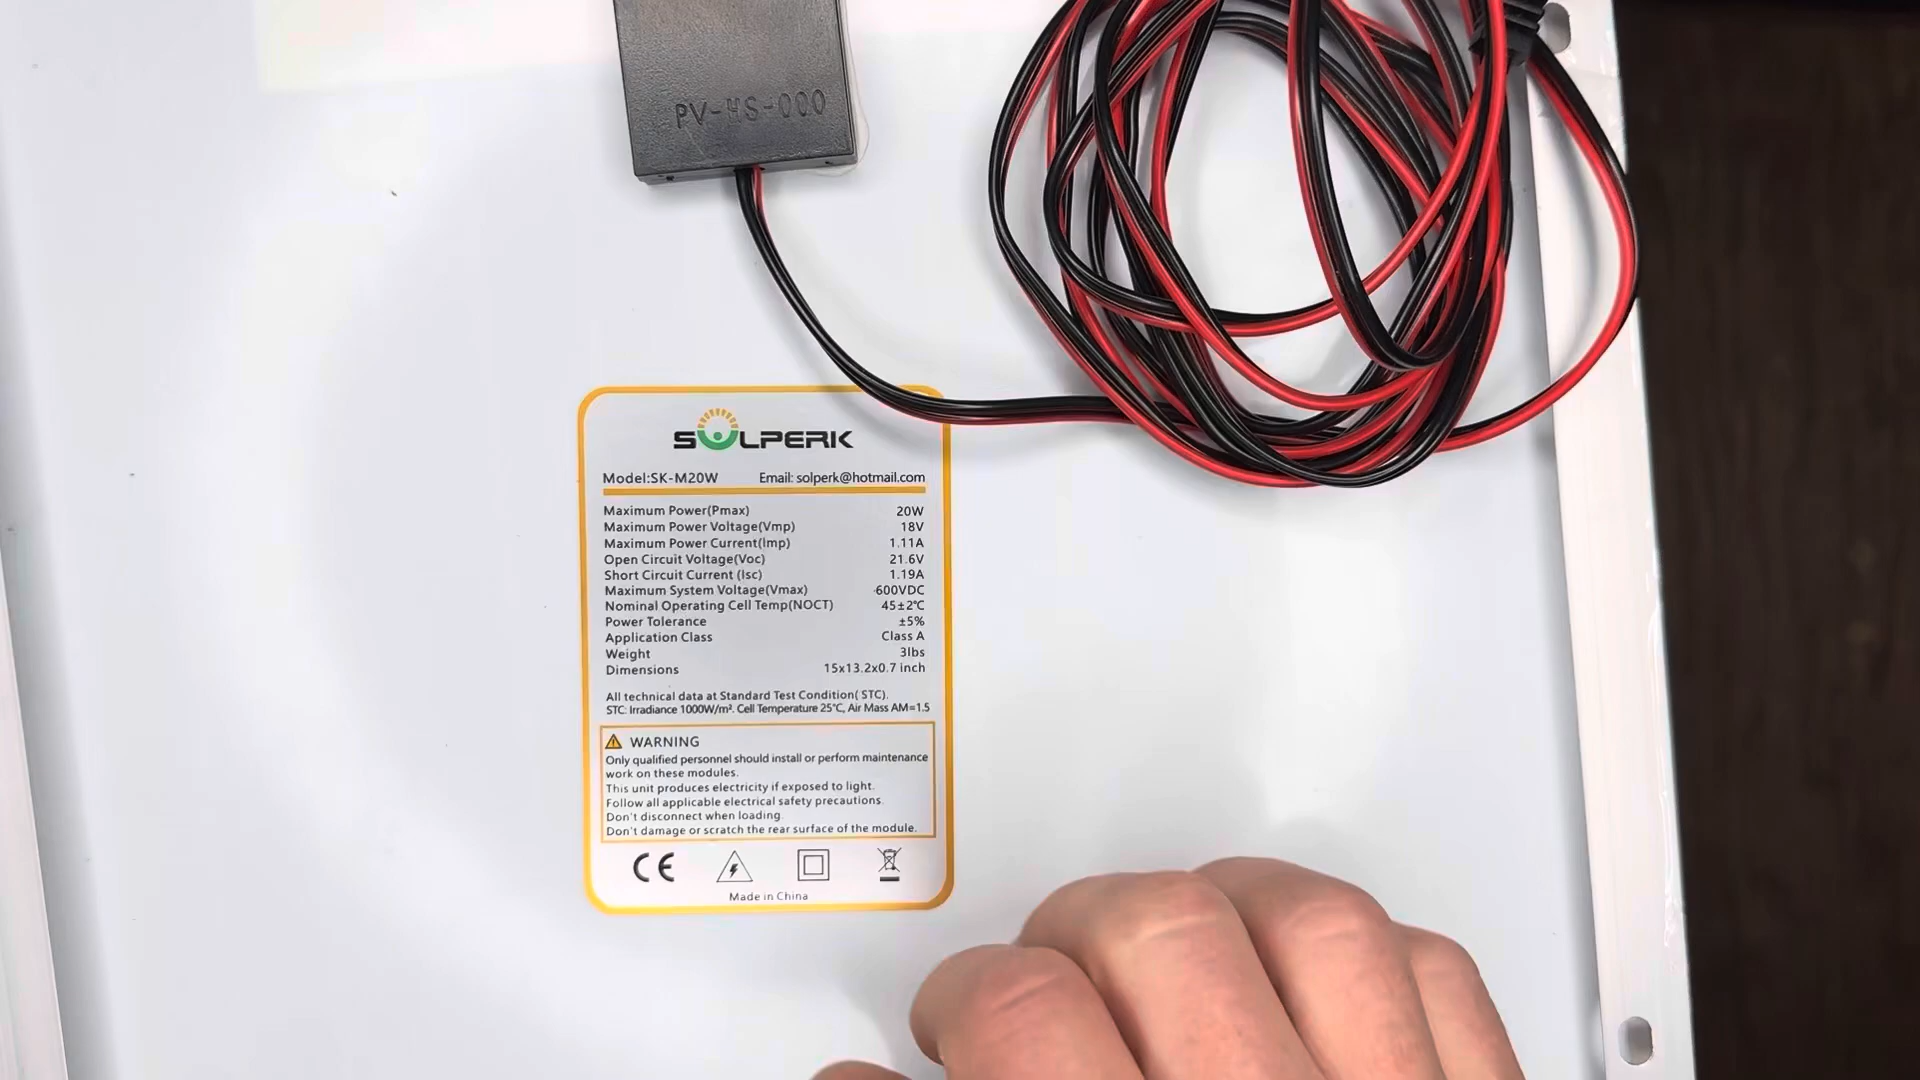 PV-HS-000
SOLPERK
Model:SK-M20W Email: solperk@hotmail.com
Maximum Power(Pmax) 20W
Maximum Power Voltage(Vmp) 18V
Maximum Power Current(Imp) 1.11A
Open Circuit Voltage(Voc) 21.6V
Short Circuit Current (Isc) 1.19A
Maximum System Voltage(Vmax) 600VDC
Nominal Operating Cell Temp(NOCT) 45±2℃
Power Tolerance ±5%
Application Class Class A
Weight 3lbs
Dimensions 15x13.2x0.7 inch
All technical data at Standard Test Condition( STC).
STC: Irradiance 1000W/m². Cell Temperature 25℃, Air Mass AM=1.5
WARNING
Only qualified personnel should install or perform maintenance
work on these modules.
This unit produces electricity if exposed to light.
Follow all applicable electrical safety precautions.
Don't disconnect when loading.
Don't damage or scratch the rear surface of the module.
CE
Made in China